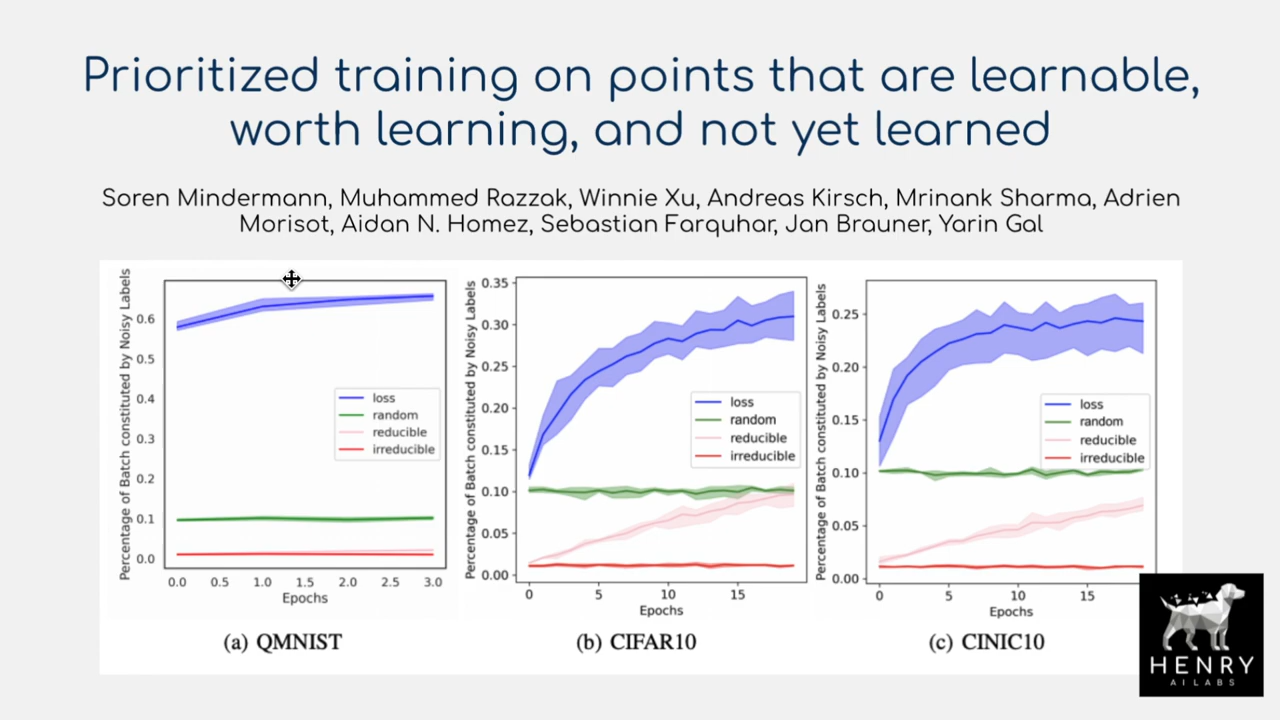 Prioritized training on points that are learnable,
worth learning, and not yet learned
Soren Mindermann, Muhammed Razzak, Winnie Xu, Andreas Kirsch, Mrinank Sharma, Adrien
Morisot, Aidan N. Homez, Sebastian Farquhar, Jan Brauner, Yarin Gal
Percentage of Batch constituted by Noisy Labels
0.6
0.5
0.4
0.3
0.2
0.1
0.0
loss
random
reducible
irreducible
0.0 0.5 1.0 1.5 2.0 2.5 3.0
Epochs
(a) QMNIST
Percentage of Batch constituted by Noisy Labels
0.35
0.30
0.25
0.20
0.15
0.10
0.05
0.00
loss
random
reducible
irreducible
0 5 10 15
Epochs
(b) CIFAR10
Percentage of Batch constituted by Noisy Labels
0.25
0.20
0.15
0.10
0.05
0.00
loss
random
reducible
irreducible
0 5 10 15
Epochs
(c) CINIC10
HENRY
AI LABS